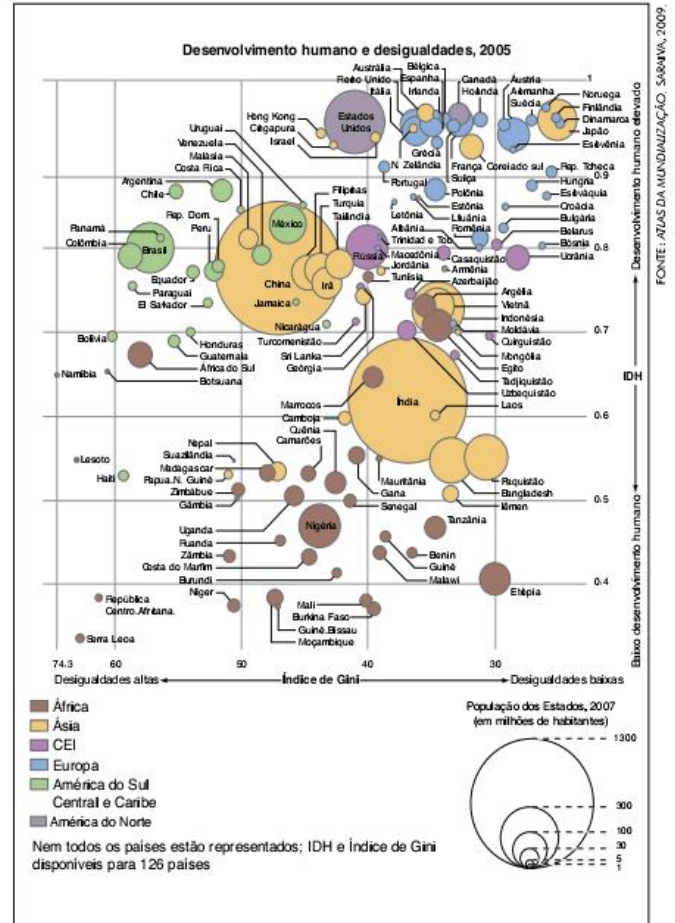 Desenvolvimento humano e desigualdades, 2005
Austrália
Bélgica
Reino Unido
Espanha
Itália
Irlanda
Canadá
Holanda
Áustria
Alemanha
Suécia
Noruega
Finlândia
Dinamarca
Japão
Eslovênia
1
Hong Kong
Cingapura
Israel
Estados
Unidos
Uruguai
Venezuela
Malásia
Costa Rica
N. Zelândia
Grécia
França
Coreia do sul
Suíça
Rep. Tcheca
0.9
Argentina
Chile
Filipinas
Turquia
Tailândia
Portugal
Polônia
Hungria
Eslováquia
Estônia
Letônia
Lituânia
Croácia
Rep. Dom.
Peru
México
Albânia
Romênia
Bulgária
Panamá
Colômbia
Brasil
Trinidad e Tob.
Belarus
Bósnia
0.8
Rússia
Macedônia
Casaquistão
Ucrânia
Jordânia
Armênia
Equador
China
Irã
Tunísia
Azerbaijão
Paraguai
El Salvador
Jamaica
Argélia
Vietnã
Indonésia
Nicarágua
Moldávia
0.7
Bolívia
Honduras
Turcomenistão
Quirguistão
Guatemala
Sri Lanka
Mongólia
África do Sul
Geórgia
Egito
Namíbia
Botsuana
Tadjiquistão
Uzbequistão
Marrocos
Índia
Laos
Camboja
0.6
Quênia
Camarões
Nepal
Lesoto
Suazilândia
Madagascar
Haiti
Papua.N. Guiné
Mauritânia
Paquistão
Zimbábue
Gana
Bangladesh
Gâmbia
Senegal
Iêmen
0.5
Uganda
Nigéria
Tanzânia
Ruanda
Zâmbia
Benin
Costa do Marfim
Guiné
Burundi
Malawi
0.4
Etiópia
República
Centro.Africana.
Niger
Mali
Burkina Faso
Guiné.Bissau
Serra Leoa
Moçambique
74.3
60
50
40
30
Desigualdades altas
Índice de Gini
Desigualdades baixas
Desenvolvimento humano elevado
IDH
Baixo desenvolvimento humano
FONTE: ATLAS DA MUNDIALIZAÇÃO, SARAIVA, 2009.
África
Ásia
CEI
Europa
América do Sul
Central e Caribe
América do Norte
População dos Estados, 2007
(em milhões de habitantes)
1300
300
100
30
5
1
Nem todos os países estão representados; IDH e Índice de Gini
disponíveis para 126 países